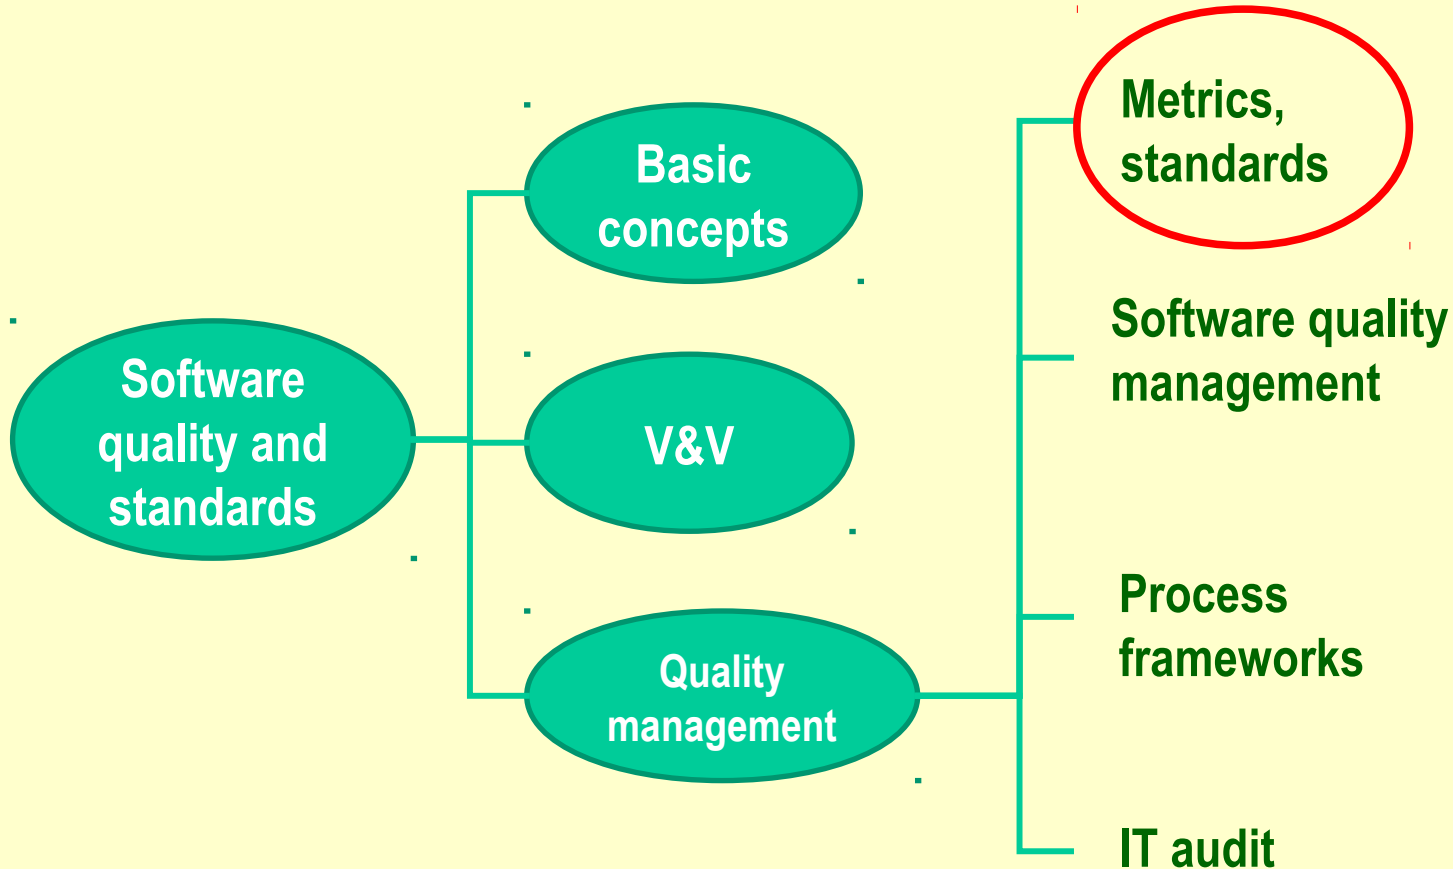 Software
quality and
standards
Basic
concepts
V&V
Quality
management
Metrics,
standards
Software quality
management
Process
frameworks
IT audit